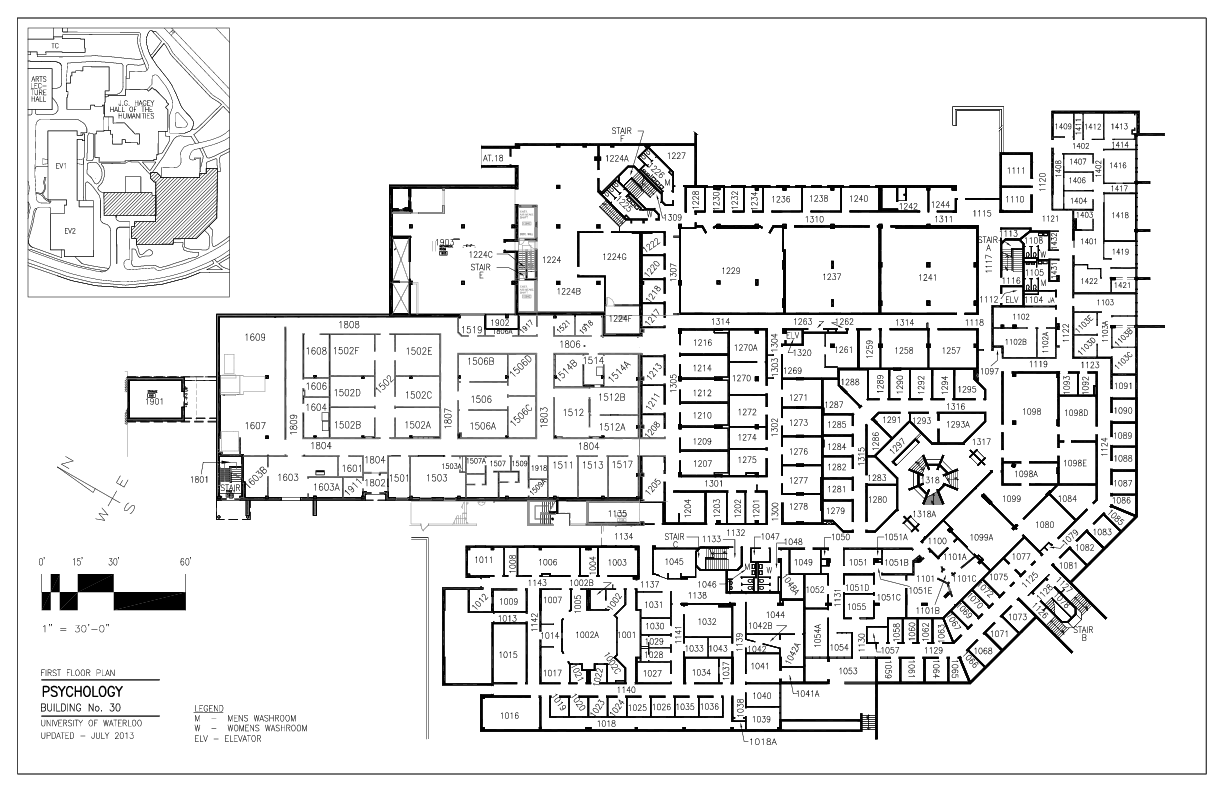 TC
ARTS
LEC-
TURE
HALL
J.G. HAGEY
HALL OF THE
HUMANITIES
EV1
EV2
N
E
W
S
0'
15'
30'
60'
1" = 30'-0"
FIRST FLOOR PLAN
PSYCHOLOGY
BUILDING No. 30
UNIVERSITY OF WATERLOO
UPDATED - JULY 2013
LEGEND
M - MENS WASHROOM
W - WOMENS WASHROOM
ELV - ELEVATOR
STAIR
F
AT.18
1224A
1227
1226
M
1225
W
1309
1903
1224C
STAIR
E
1224
1224G
1224B
1224F
1222
1220
1218
1217
1307
1228
1230
1232
1234
1236
1238
1240
1242
1244
1310
1311
1229
1237
1241
1115
1111
1110
1120
1121
1409
1411
1412
1413
1414
1402
1408
1407
1406
1404
1402
1416
1417
1403
1418
1401
1419
1422
1421
STAIR
A
1113
1108
W
1432
1117
1105
M
1431
1116
1112
ELV
1104
JA
1103
1102
1102B
1102A
1122
1103E
1103A
1103D
1103B
1103C
1119
1123
1097
1609
1808
1519
1902
1806A
1917
1521
1918
1806
1608
1502F
1502E
1502
1506B
1506D
1514B
1514
1514A
1606
1604
1502D
1502C
1506
1506C
1512
1512B
1607
1809
1502B
1502A
1807
1506A
1803
1512A
1804
1804
1804
1901
1801
STAIR
1603B
1603
1603A
1601
1911
1802
1501
1503
1503A
1507A
1507
1509
1918
1509A
1511
1513
1517
1135
1134
1213
1211
1208
1205
1305
1314
1216
1214
1212
1210
1209
1207
1301
1204
1203
1202
1201
1270A
1270
1272
1274
1275
1304
1303
1302
1300
1263
1262
ELV
1320
1269
1261
1271
1273
1276
1277
1278
1259
1314
1258
1257
1118
1288
1289
1290
1292
1294
1295
1287
1285
1284
1282
1281
1279
1315
1286
1291
1293
1293A
1297
1316
1317
1283
1280
1318
1318A
1098
1093
1092
1091
1098D
1090
1089
1088
1087
1086
1098E
1098A
1124
1099
1084
1085
1099A
1080
1083
1079
1082
1081
1077
1075
1125
1127
1128
1126
1076
STAIR
B
1100
1101A
1101
1101C
1101B
1072
1070
1069
1067
1073
1071
1068
1066
1132
1133
STAIR
C
1045
1047
1048
1046
M
W
1049
1050
1051A
1051
1051B
1048A
1052
1051D
1051C
1051E
1131
1055
1054A
1054
1130
1057
1058
1060
1062
1063
1129
1059
1061
1064
1065
1053
1011
1008
1006
1004
1003
1143
1002B
1137
1138
1012
1009
1007
1005
1002
1031
1032
1044
1013
1142
1014
1002A
1001
1030
1029
1028
1027
1141
1033
1043
1034
1037
1139
1042B
1042
1042A
1041
1041A
1015
1017
1021
1022
1002C
1140
1016
1019
1020
1023
1024
1025
1026
1035
1036
1018
1038
1040
1039
1018A